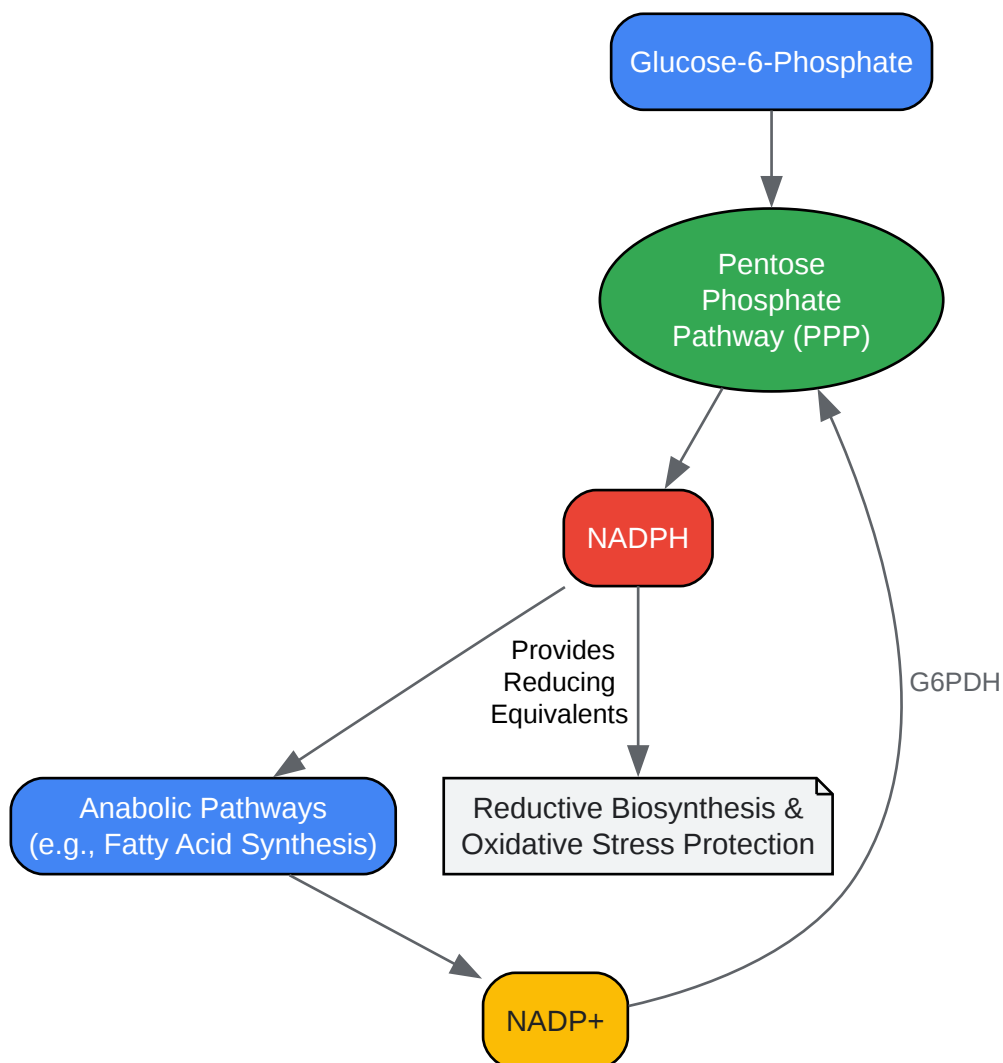 Glucose-6-Phosphate
Pentose
Phosphate
Pathway (PPP)
NADPH
Provides
Reducing
Equivalents
G6PDH
Anabolic Pathways
(e.g., Fatty Acid Synthesis)
Reductive Biosynthesis &
Oxidative Stress Protection
NADP+